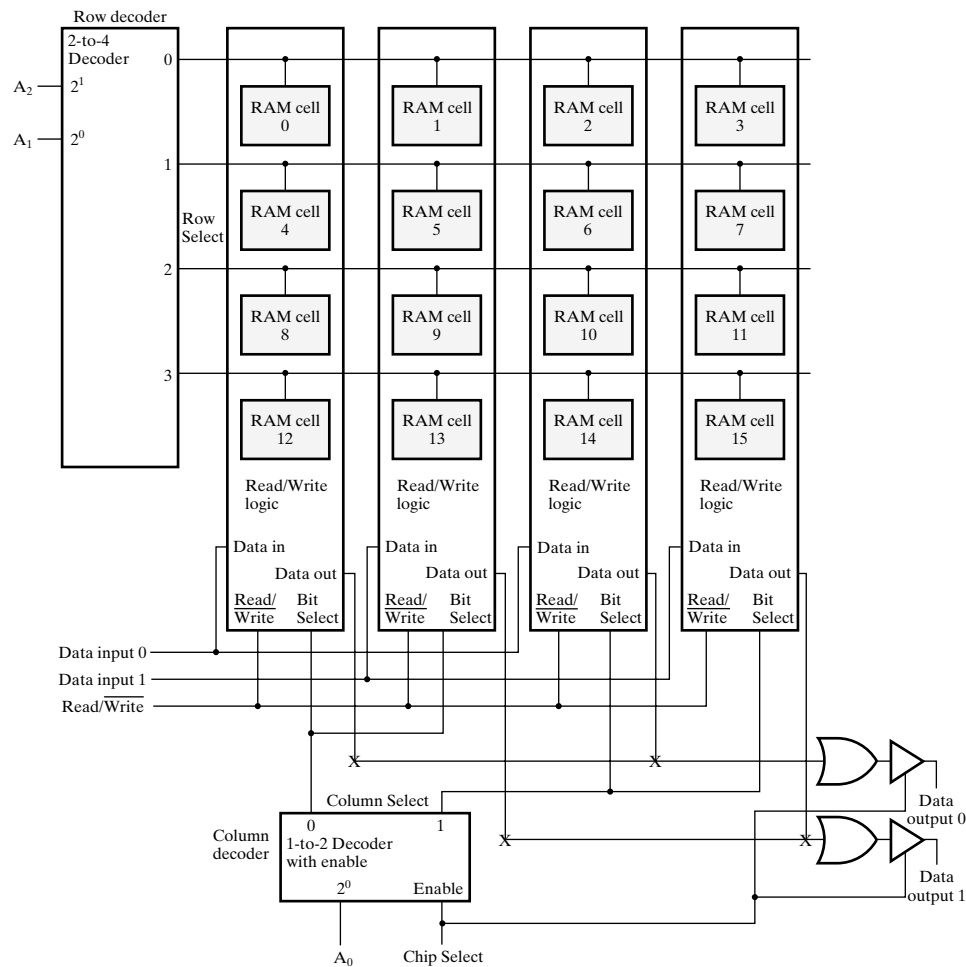 Row decoder
2-to-4
Decoder
A₂
2¹
A₁
2⁰
0
1
2
3
Row
Select
RAM cell
0
RAM cell
1
RAM cell
2
RAM cell
3
RAM cell
4
RAM cell
5
RAM cell
6
RAM cell
7
RAM cell
8
RAM cell
9
RAM cell
10
RAM cell
11
RAM cell
12
RAM cell
13
RAM cell
14
RAM cell
15
Read/Write
logic
Read/Write
logic
Read/Write
logic
Read/Write
logic
Data in
Data in
Data in
Data in
Data out
Data out
Data out
Data out
Read/
Write
Bit
Select
Read/
Write
Bit
Select
Read/
Write
Bit
Select
Read/
Write
Bit
Select
Data input 0
Data input 1
Read/Write
X
X
Data
output 0
Column Select
0
1
Column
decoder
1-to-2 Decoder
with enable
2⁰
Enable
X
X
Data
output 1
A₀
Chip Select